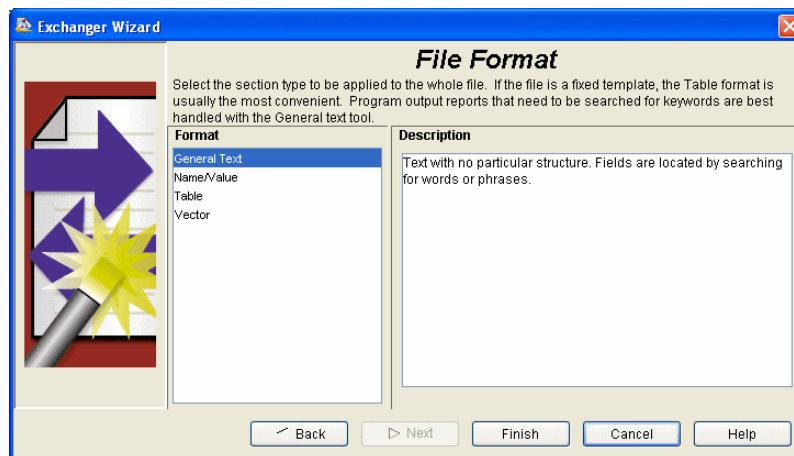 Exchanger Wizard
File Format
Select the section type to be applied to the whole file. If the file is a fixed template, the Table format is
usually the most convenient. Program output reports that need to be searched for keywords are best
handled with the General text tool.
Format
General Text
Name/Value
Table
Vector
Description
Text with no particular structure. Fields are located by searching
for words or phrases.
Back
Next
Finish
Cancel
Help